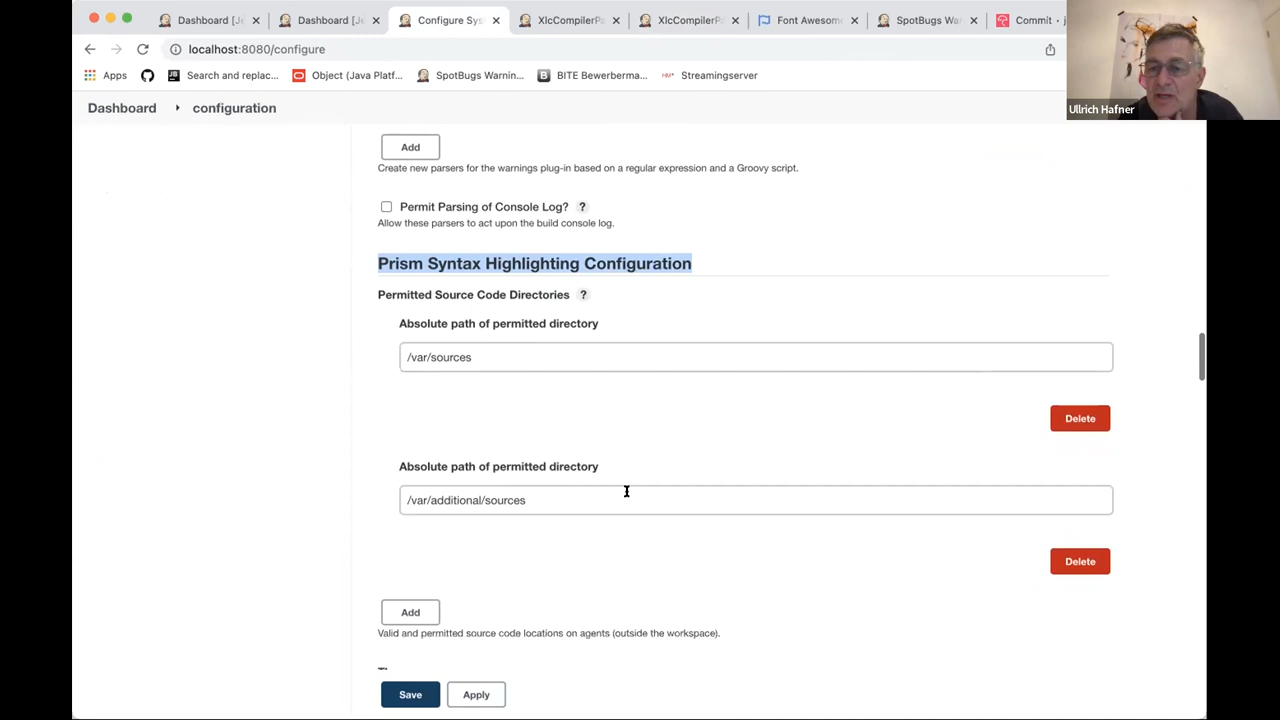 Dashboard [Je
Dashboard [Je
Configure Sys
XlcCompilerPa
XlcCompilerPa
Font Awesome
SpotBugs War
Commit · j
localhost:8080/configure
Apps
Search and replac...
Object (Java Platf...
SpotBugs Warnin...
BITE Bewerberma...
Streamingserver
Ullrich Hafner
Dashboard
configuration
Add
Create new parsers for the warnings plug-in based on a regular expression and a Groovy script.
Permit Parsing of Console Log? ?
Allow these parsers to act upon the build console log.
Prism Syntax Highlighting Configuration
Permitted Source Code Directories ?
Absolute path of permitted directory
/var/sources
Delete
Absolute path of permitted directory
/var/additional/sources
Delete
Add
Valid and permitted source code locations on agents (outside the workspace).
Save
Apply